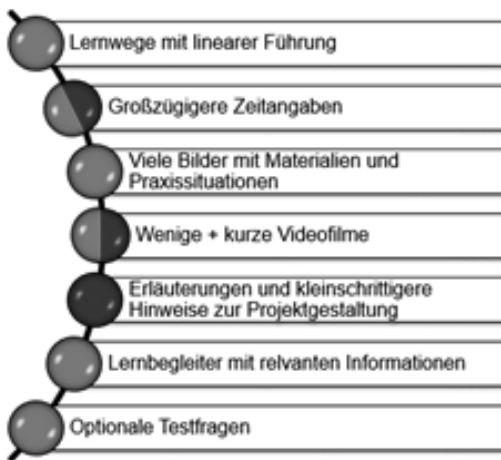 Lernwege mit linearer Führung
Großzügigere Zeitangaben
Viele Bilder mit Materialien und
Praxissituationen
Wenige + kurze Videofilme
Erläuterungen und kleinschrittigere
Hinweise zur Projektgestaltung
Lernbegleiter mit relvanten Informationen
Optionale Testfragen